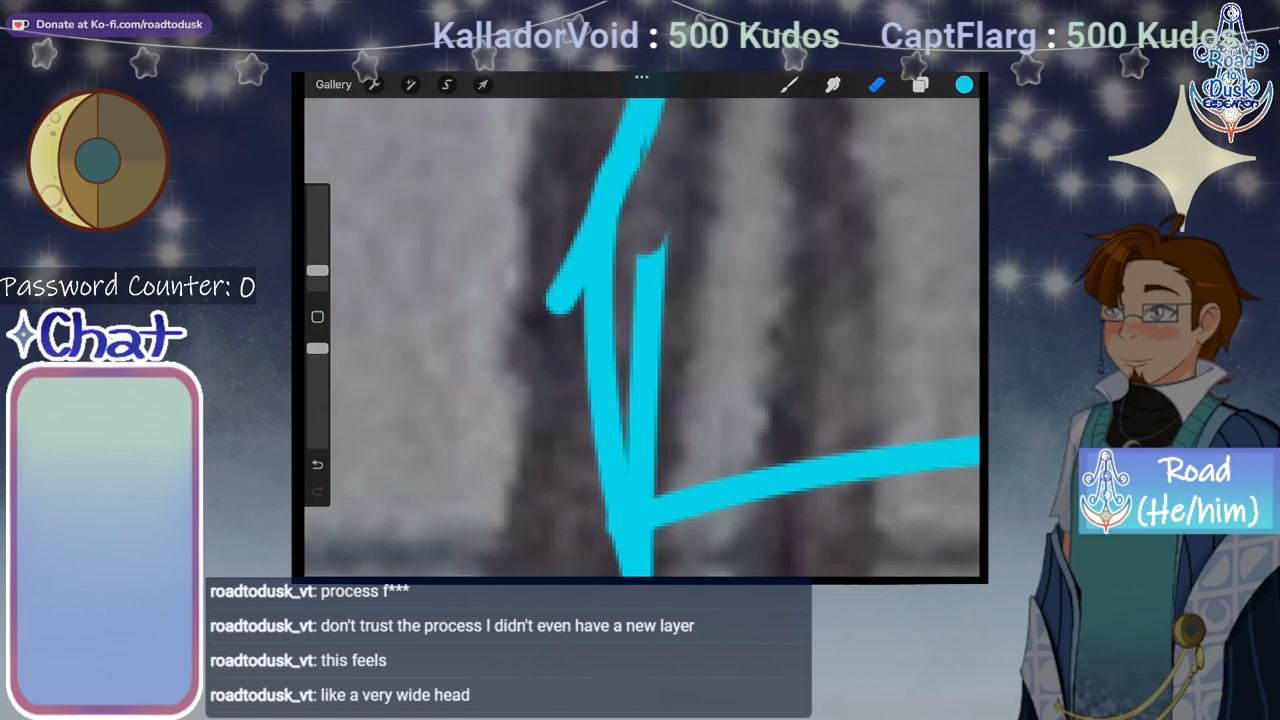 Donate at Ko-fi.com/roadtodusk
KalladorVoid : 500 Kudos CaptFlarg : 500 Kudos
Road
to
Dusk
Gallery
Password Counter: 0
Chat
Road
(He/him)
roadtodusk_vt: process f***
roadtodusk_vt: don't trust the process I didn't even have a new layer
roadtodusk_vt: this feels
roadtodusk_vt: like a very wide head